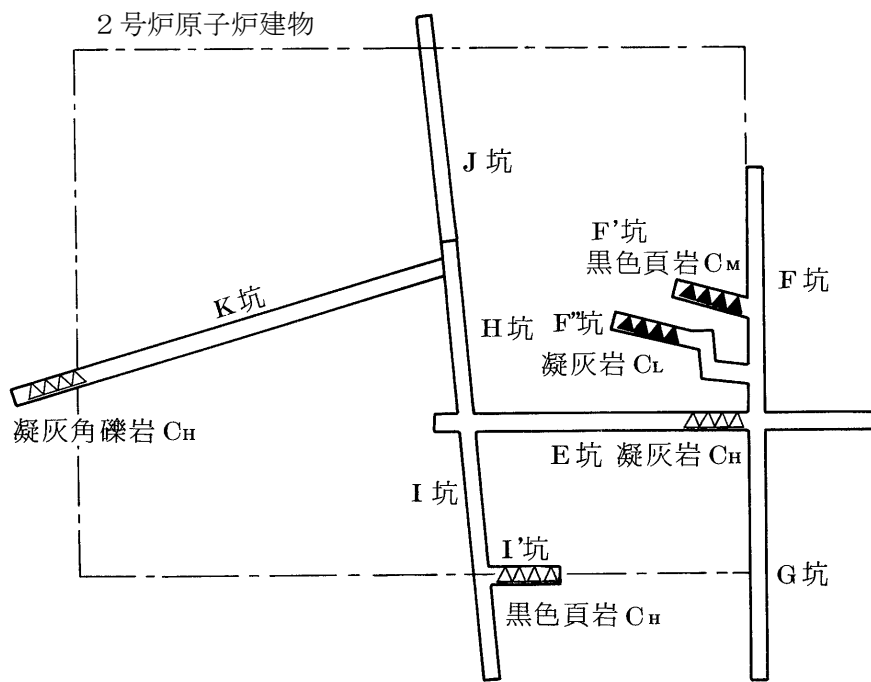 2号炉原子炉建物
J坑
F'坑
黒色頁岩 CM
F坑
K坑
H坑
F"坑
凝灰岩 CL
凝灰角礫岩 CH
E坑 凝灰岩 CH
I坑
I'坑
G坑
黒色頁岩 CH